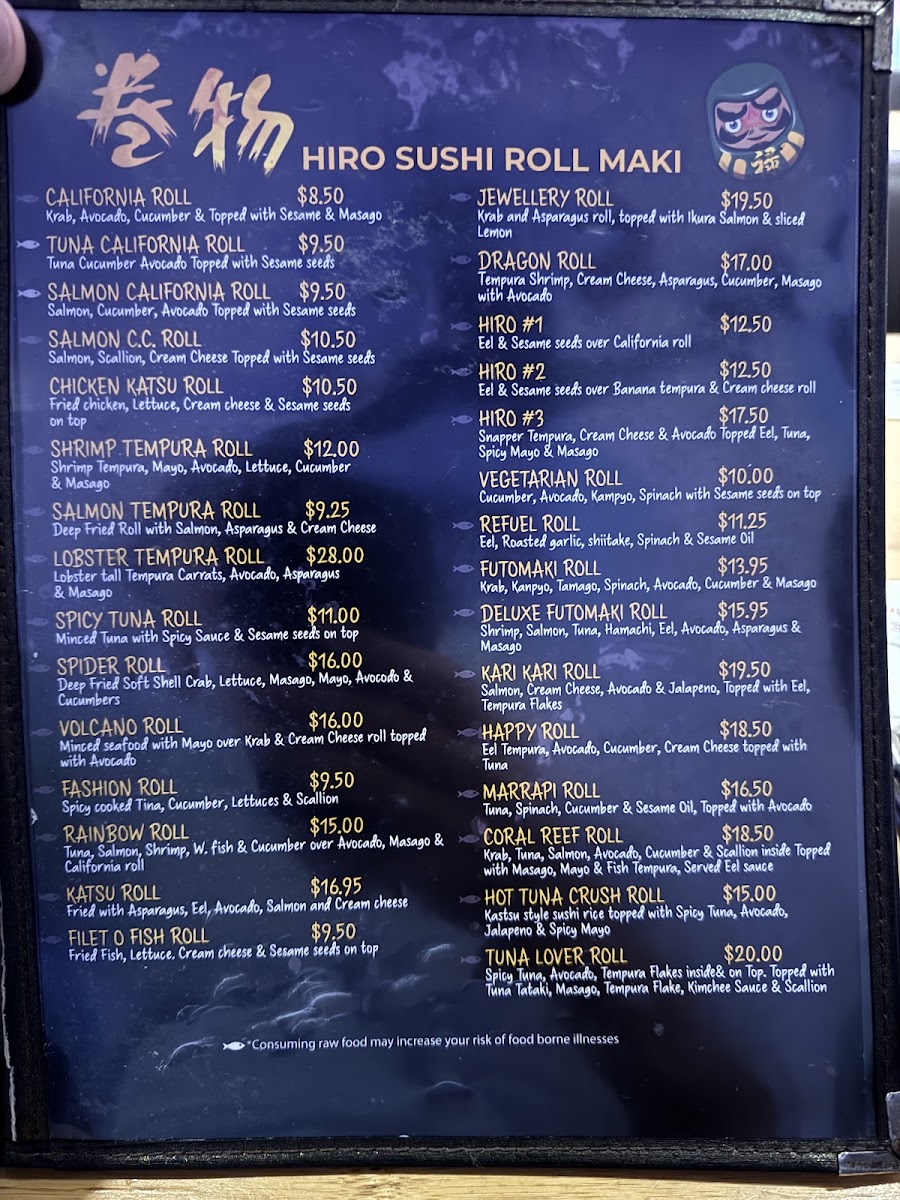 卷物
HIRO SUSHI ROLL MAKI
CALIFORNIA ROLL $8.50
Krab, Avocado, Cucumber & Topped with Sesame & Masago
TUNA CALIFORNIA ROLL $9.50
Tuna Cucumber Avocado Topped with Sesame seeds
SALMON CALIFORNIA ROLL $9.50
Salmon, Cucumber, Avocado Topped with Sesame seeds
SALMON C.C. ROLL $10.50
Salmon, Scallion, Cream Cheese Topped with Sesame seeds
CHICKEN KATSU ROLL $10.50
Fried chicken, Lettuce, Cream cheese & Sesame seeds
on top
SHRIMP TEMPURA ROLL $12.00
Shrimp Tempura, Mayo, Avocado, Lettuce, Cucumber
& Masago
SALMON TEMPURA ROLL $9.25
Deep Fried Roll with Salmon, Asparagus & Cream Cheese
LOBSTER TEMPURA ROLL $28.00
Lobster tall Tempura Carrats, Avocado, Asparagus
& Masago
SPICY TUNA ROLL $11.00
Minced Tuna with Spicy Sauce & Sesame seeds on top
SPIDER ROLL $16.00
Deep Fried Soft Shell Crab, Lettuce, Masago, Mayo, Avocodo &
Cucumbers
VOLCANO ROLL $16.00
Minced seafood with Mayo over Krab & Cream Cheese roll topped
with Avocado
FASHION ROLL $9.50
Spicy cooked Tina, Cucumber, Lettuces & Scallion
RAINBOW ROLL $15.00
Tuna, Salmon, Shrimp, W. fish & Cucumber over Avocado, Masago &
California roll
KATSU ROLL $16.95
Fried with Asparagus, Eel, Avocado, Salmon and Cream cheese
FILET O FISH ROLL $9.50
Fried Fish, Lettuce. Cream cheese & Sesame seeds on top
JEWELLERY ROLL $19.50
Krab and Asparagus roll, topped with Ikura Salmon & sliced
Lemon
DRAGON ROLL $17.00
Tempura Shrimp, Cream Cheese, Asparagus, Cucumber, Masago
with Avocado
HIRO #1 $12.50
Eel & Sesame seeds over California roll
HIRO #2 $12.50
Eel & Sesame seeds over Banana tempura & Cream cheese roll
HIRO #3 $17.50
Snapper Tempura, Cream Cheese & Avocado Topped Eel, Tuna,
Spicy Mayo & Masago
VEGETARIAN ROLL $10.00
Cucumber, Avocado, Kampyo, Spinach with Sesame seeds on top
REFUEL ROLL $11.25
Eel, Roasted garlic, shiitake, Spinach & Sesame Oil
FUTOMAKI ROLL $13.95
Krab, Kanpyo, Tamago, Spinach, Avocado, Cucumber & Masago
DELUXE FUTOMAKI ROLL $15.95
Shrimp, Salmon, Tuna, Hamachi, Eel, Avocado, Asparagus &
Masago
KARI KARI ROLL $19.50
Salmon, Cream Cheese, Avocado & Jalapeno, Topped with Eel,
Tempura Flakes
HAPPY ROLL $18.50
Eel Tempura, Avocado, Cucumber, Cream Cheese topped with
Tuna
MARRAPI ROLL $16.50
Tuna, Spinach, Cucumber & Sesame Oil, Topped with Avocado
CORAL REEF ROLL $18.50
Krab, Tuna, Salmon, Avocado, Cucumber & Scallion inside Topped
with Masago, Mayo & Fish Tempura, Served Eel sauce
HOT TUNA CRUSH ROLL $15.00
Kastsu style sushi rice topped with Spicy Tuna, Avocado,
Jalapeno & Spicy Mayo
TUNA LOVER ROLL $20.00
Spicy Tuna, Avocado, Tempura Flakes inside& on Top. Topped with
Tuna Tataki, Masago, Tempura Flake, Kimchee Sauce & Scallion
*Consuming raw food may increase your risk of food borne illnesses